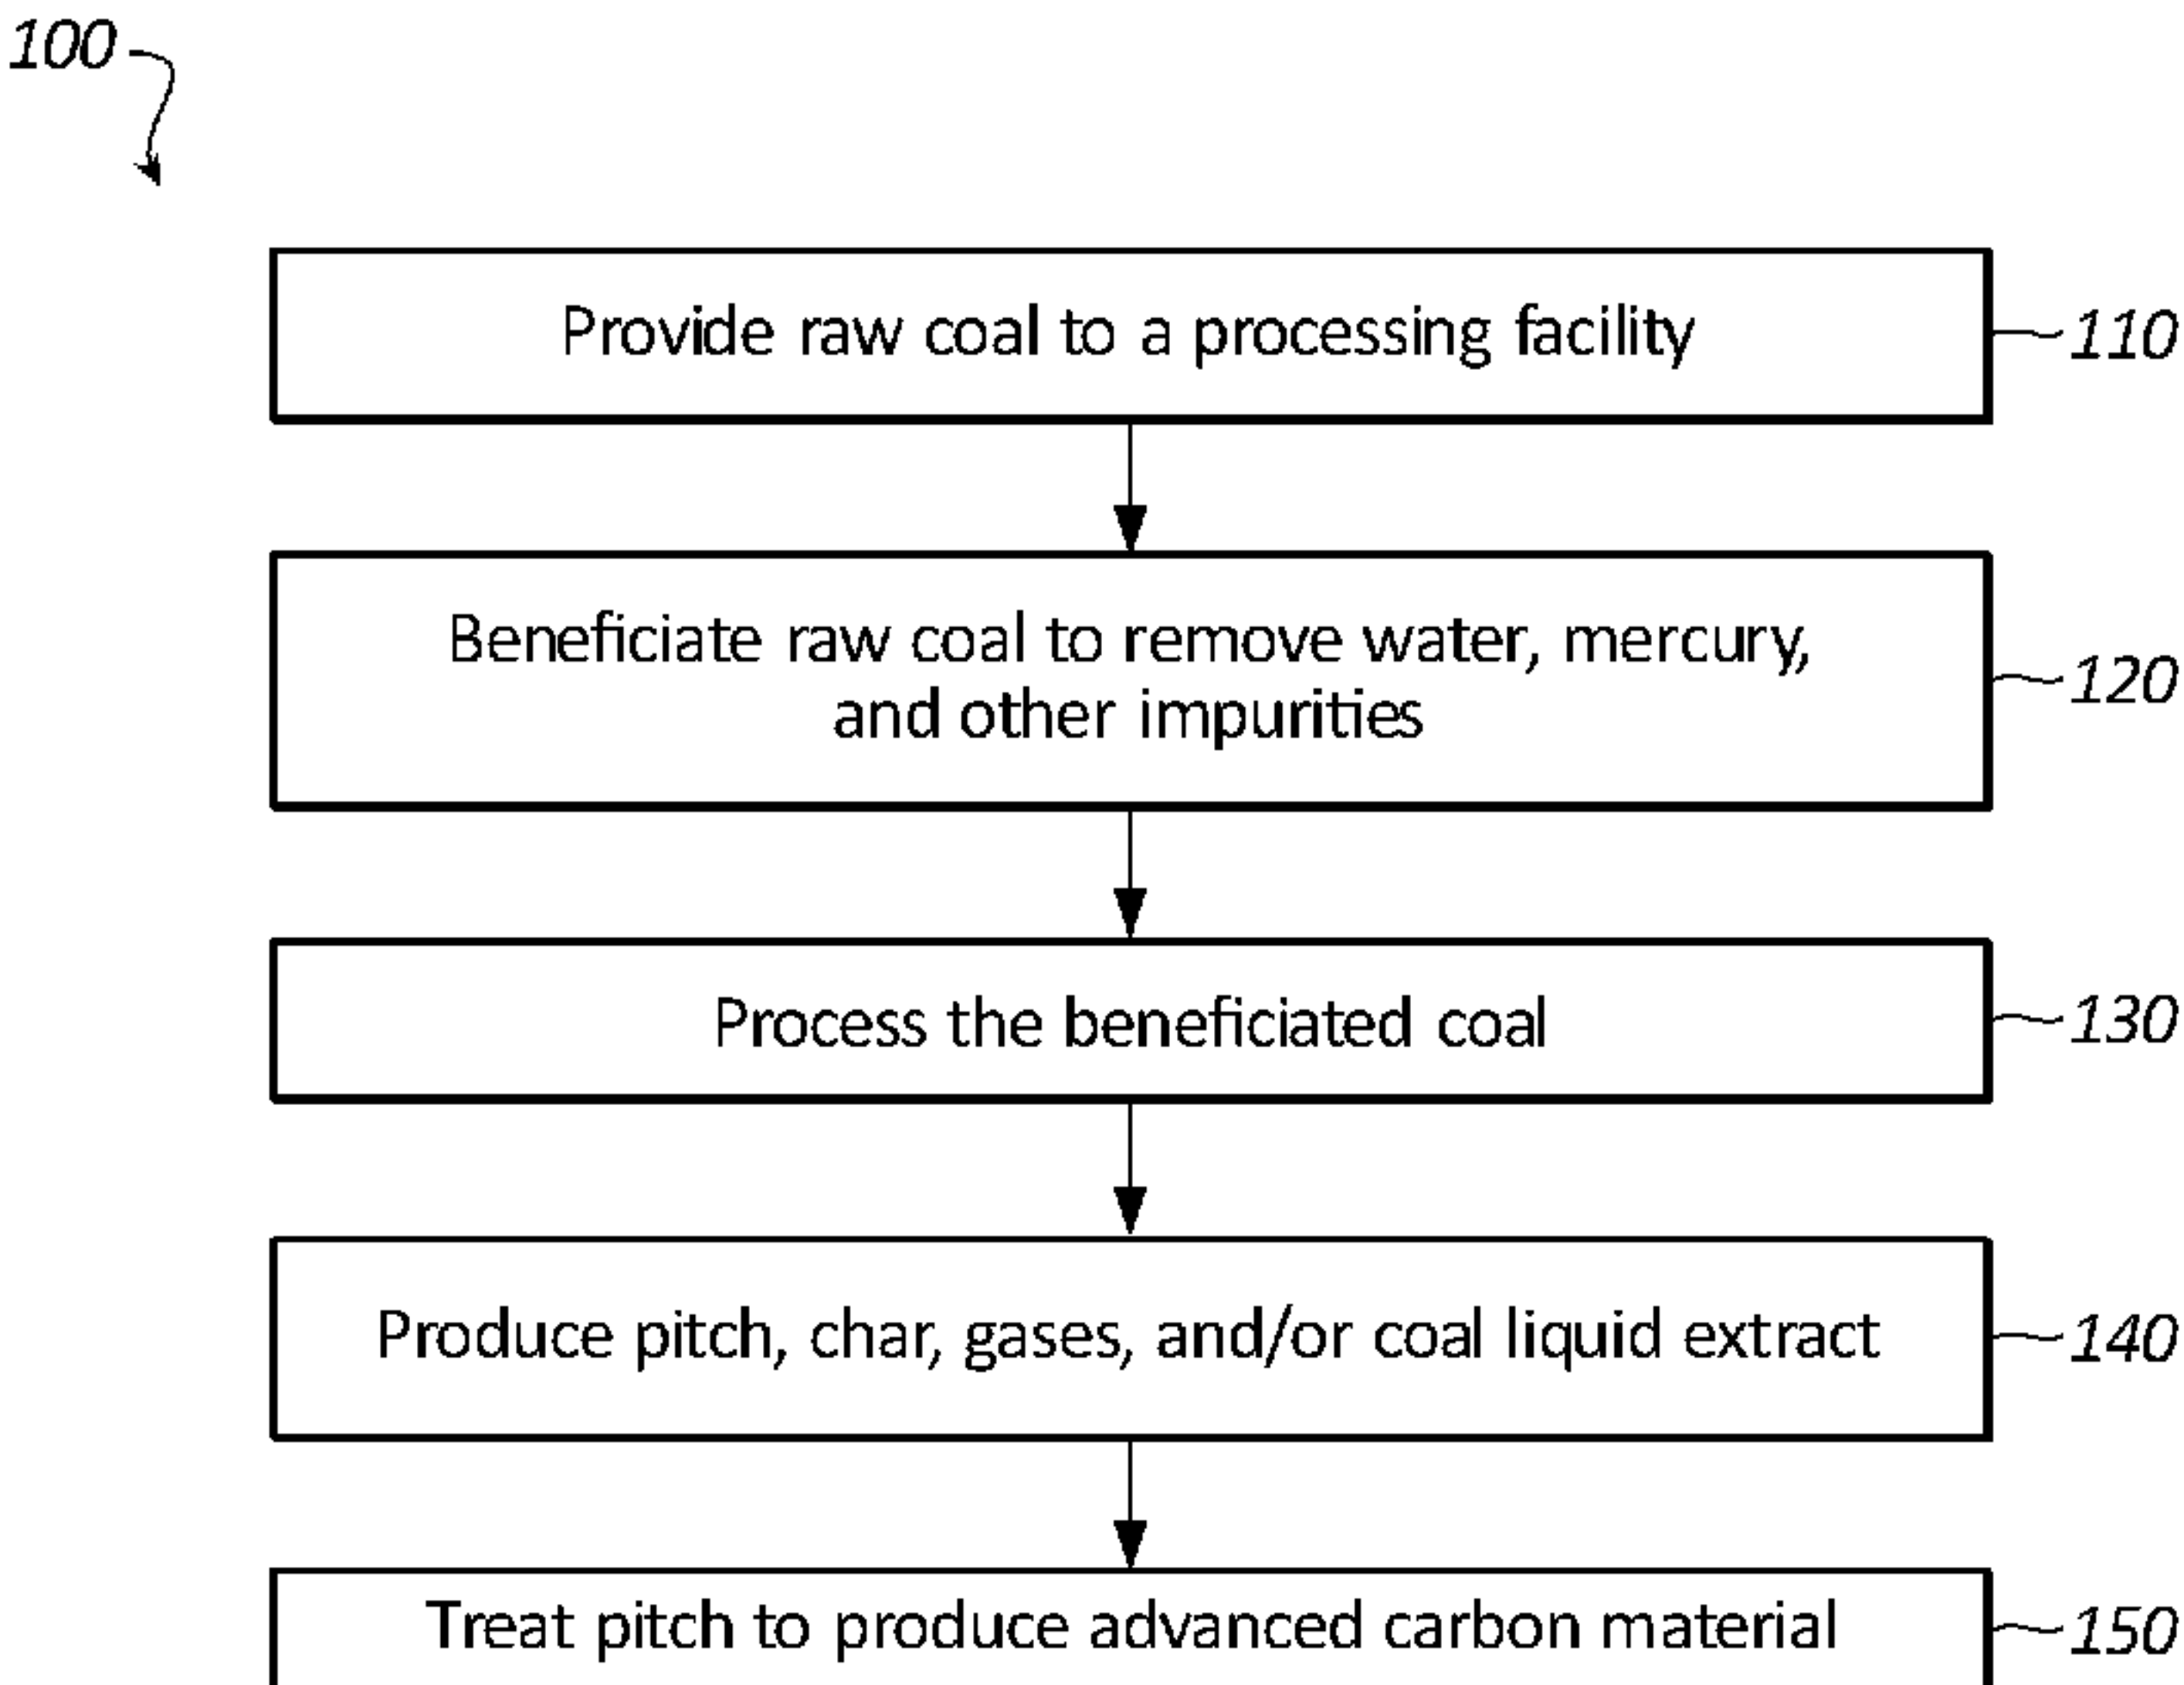 100
Provide raw coal to a processing facility
110
Beneficiate raw coal to remove water, mercury,
and other impurities
120
Process the beneficiated coal
130
Produce pitch, char, gases, and/or coal liquid extract
140
Treat pitch to produce advanced carbon material
150